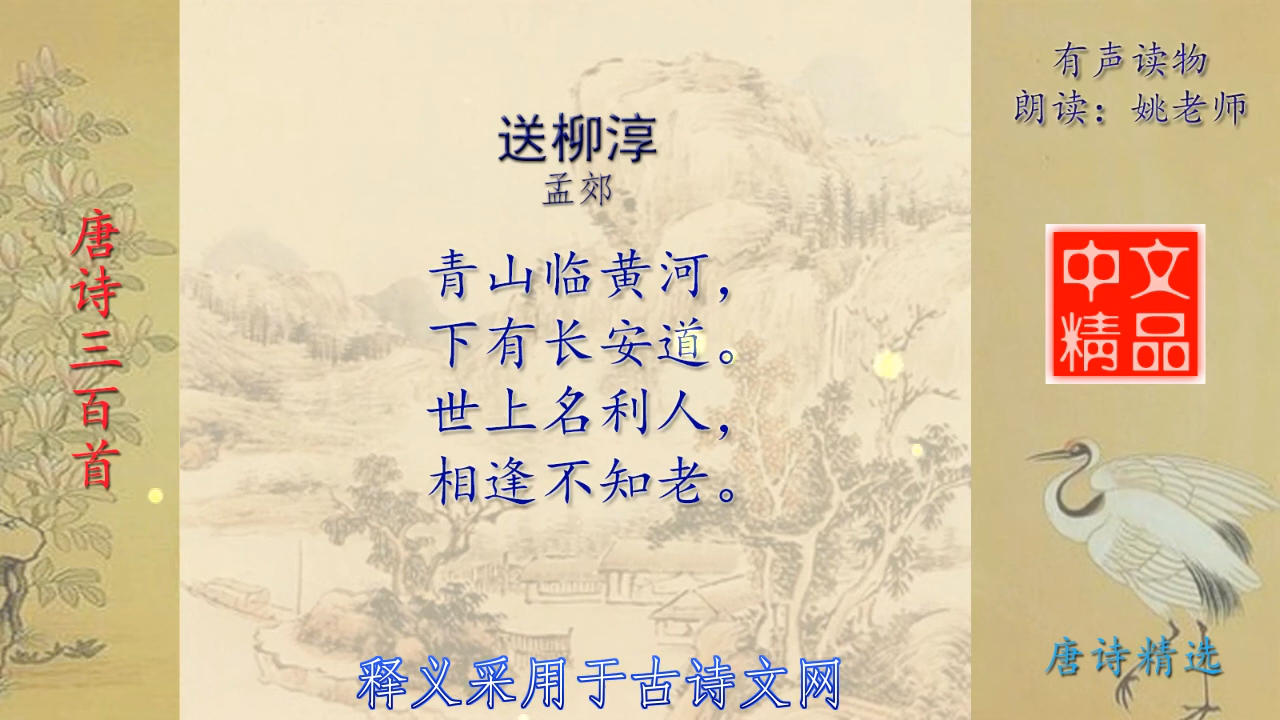 唐诗三百首
送柳淳
孟郊
青山临黄河，
下有长安道。
世上名利人，
相逢不知老。
释义采用于古诗文网
有声读物
朗读：姚老师
中文
精品
唐诗精选